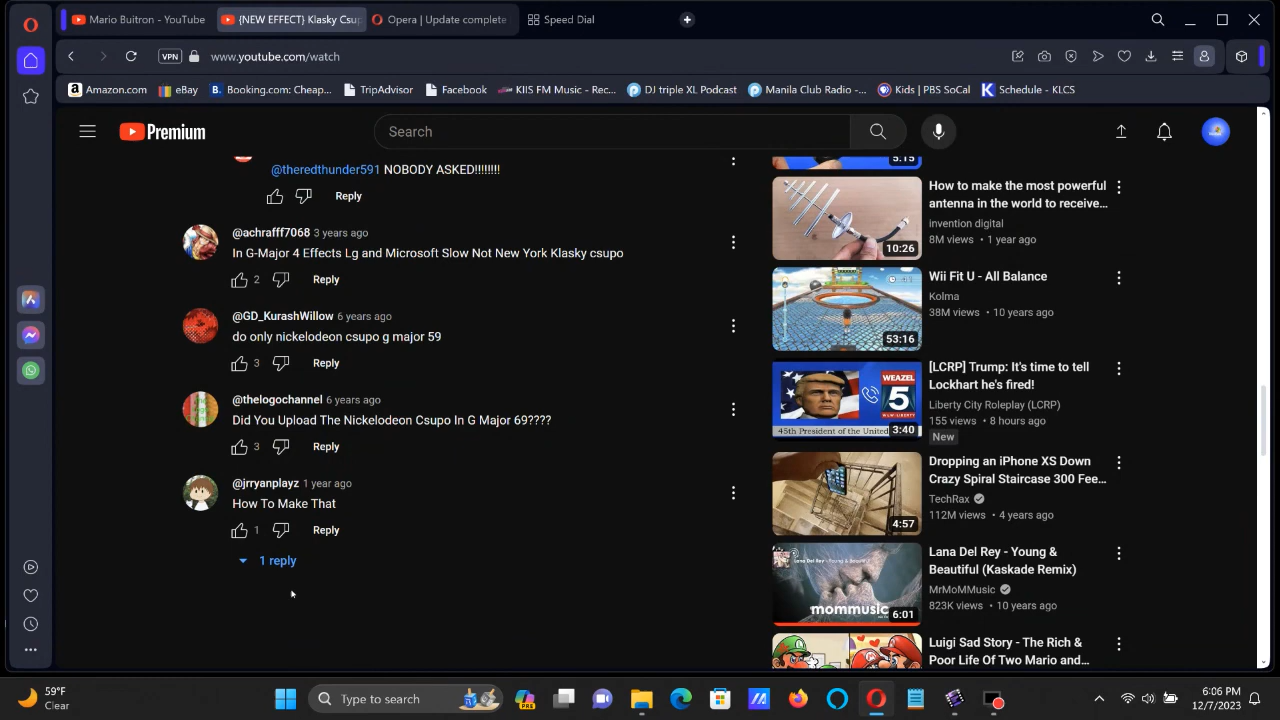 Mario Buitron - YouTube
{NEW EFFECT} Klasky Csup
Opera | Update complete
Speed Dial
VPN
www.youtube.com/watch
Amazon.com
eBay
Booking.com; Cheap...
TripAdvisor
Facebook
KIIS FM Music - Rec...
DJ triple XL Podcast
Manila Club Radio -...
Kids | PBS SoCal
Schedule - KLCS
Premium
Search
@theredthunder591 NOBODY ASKED!!!!!!!!
Reply
@achrafff7068 3 years ago
In G-Major 4 Effects Lg and Microsoft Slow Not New York Klasky csupo
2 Reply
@GD_KurashWillow 6 years ago
do only nickelodeon csupo g major 59
3 Reply
@thelogochannel 6 years ago
Did You Upload The Nickelodeon Csupo In G Major 69????
3 Reply
@jrryanplayz 1 year ago
How To Make That
1 Reply
1 reply
5:15
How to make the most powerful
antenna in the world to receive...
invention digital
8M views • 1 year ago
10:26
Wii Fit U - All Balance
Kolma
38M views • 10 years ago
53:16
[LCRP] Trump: It's time to tell
Lockhart he's fired!
Liberty City Roleplay (LCRP)
155 views • 8 hours ago
New
WEAZEL
5
45th President of the United
3:40
Dropping an iPhone XS Down
Crazy Spiral Staircase 300 Fee...
TechRax
112M views • 4 years ago
4:57
Lana Del Rey - Young &
Beautiful (Kaskade Remix)
MrMoMMusic
823K views • 10 years ago
mommusic
6:01
Luigi Sad Story - The Rich &
Poor Life Of Two Mario and...
59°F
Clear
Type to search
PRE
6:06 PM
12/7/2023